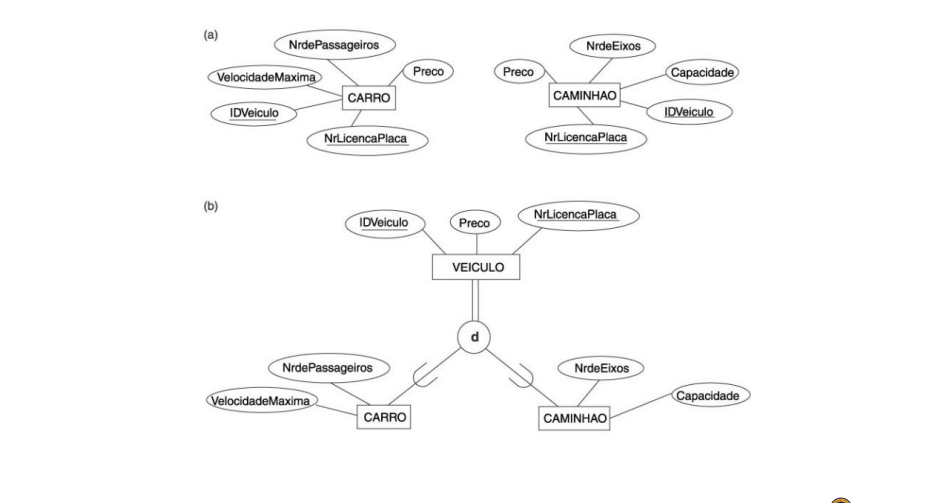 (a)
NrdePassageiros
NrdeEixos
VelocidadeMaxima
Preco
Preco
Capacidade
CARRO
CAMINHAO
IDVeiculo
IDVeiculo
NrLicencaPlaca
NrLicencaPlaca
(b)
IDVeiculo
Preco
NrLicencaPlaca
VEICULO
d
NrdePassageiros
NrdeEixos
VelocidadeMaxima
Capacidade
CARRO
CAMINHAO